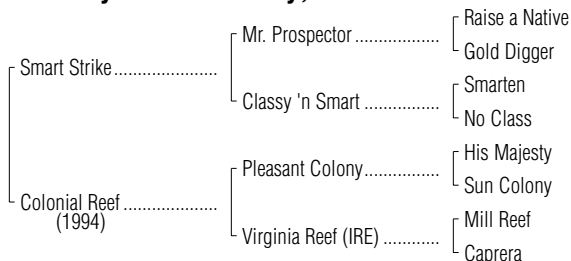 Raise a Native
Mr. Prospector
Gold Digger
Smart Strike
Smarten
Classy 'n Smart
No Class
His Majesty
Pleasant Colony
Sun Colony
Colonial Reef
(1994)
Mill Reef
Virginia Reef (IRE)
Caprera